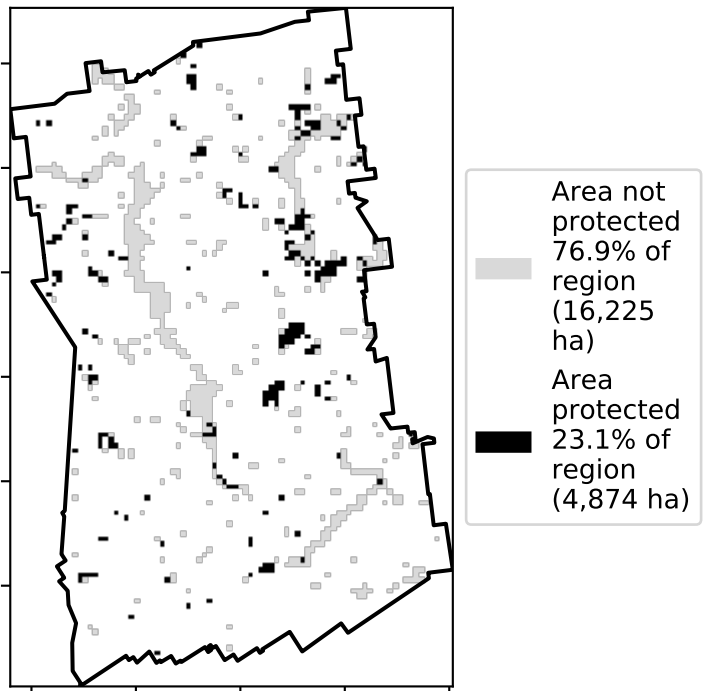 Area not
protected
76.9% of
region
(16,225
ha)
Area
protected
23.1% of
region
(4,874 ha)